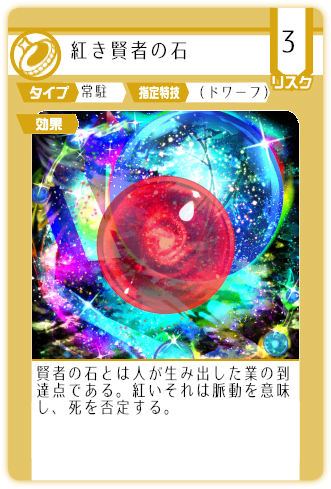 紅き賢者の石
3
リスク
タイプ 常駐 指定特技 (ドワーフ)
効果
賢者の石とは人が生み出した業の到
達点である。紅いそれは脈動を意味
し、死を否定する。